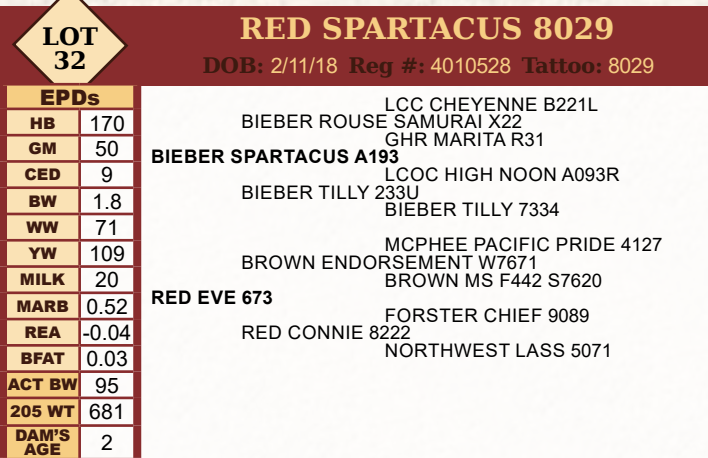 LOT
32
RED SPARTACUS 8029
DOB: 2/11/18 Reg #: 4010528 Tattoo: 8029
EPDs
HB 170
GM 50
CED 9
BW 1.8
WW 71
YW 109
MILK 20
MARB 0.52
REA -0.04
BFAT 0.03
ACT BW 95
205 WT 681
DAM'S
AGE 2
LCC CHEYENNE B221L
BIEBER ROUSE SAMURAI X22
GHR MARITA R31
BIEBER SPARTACUS A193
LCOC HIGH NOON A093R
BIEBER TILLY 233U
BIEBER TILLY 7334
MCPHEE PACIFIC PRIDE 4127
BROWN ENDORSEMENT W7671
BROWN MS F442 S7620
RED EVE 673
FORSTER CHIEF 9089
RED CONNIE 8222
NORTHWEST LASS 5071